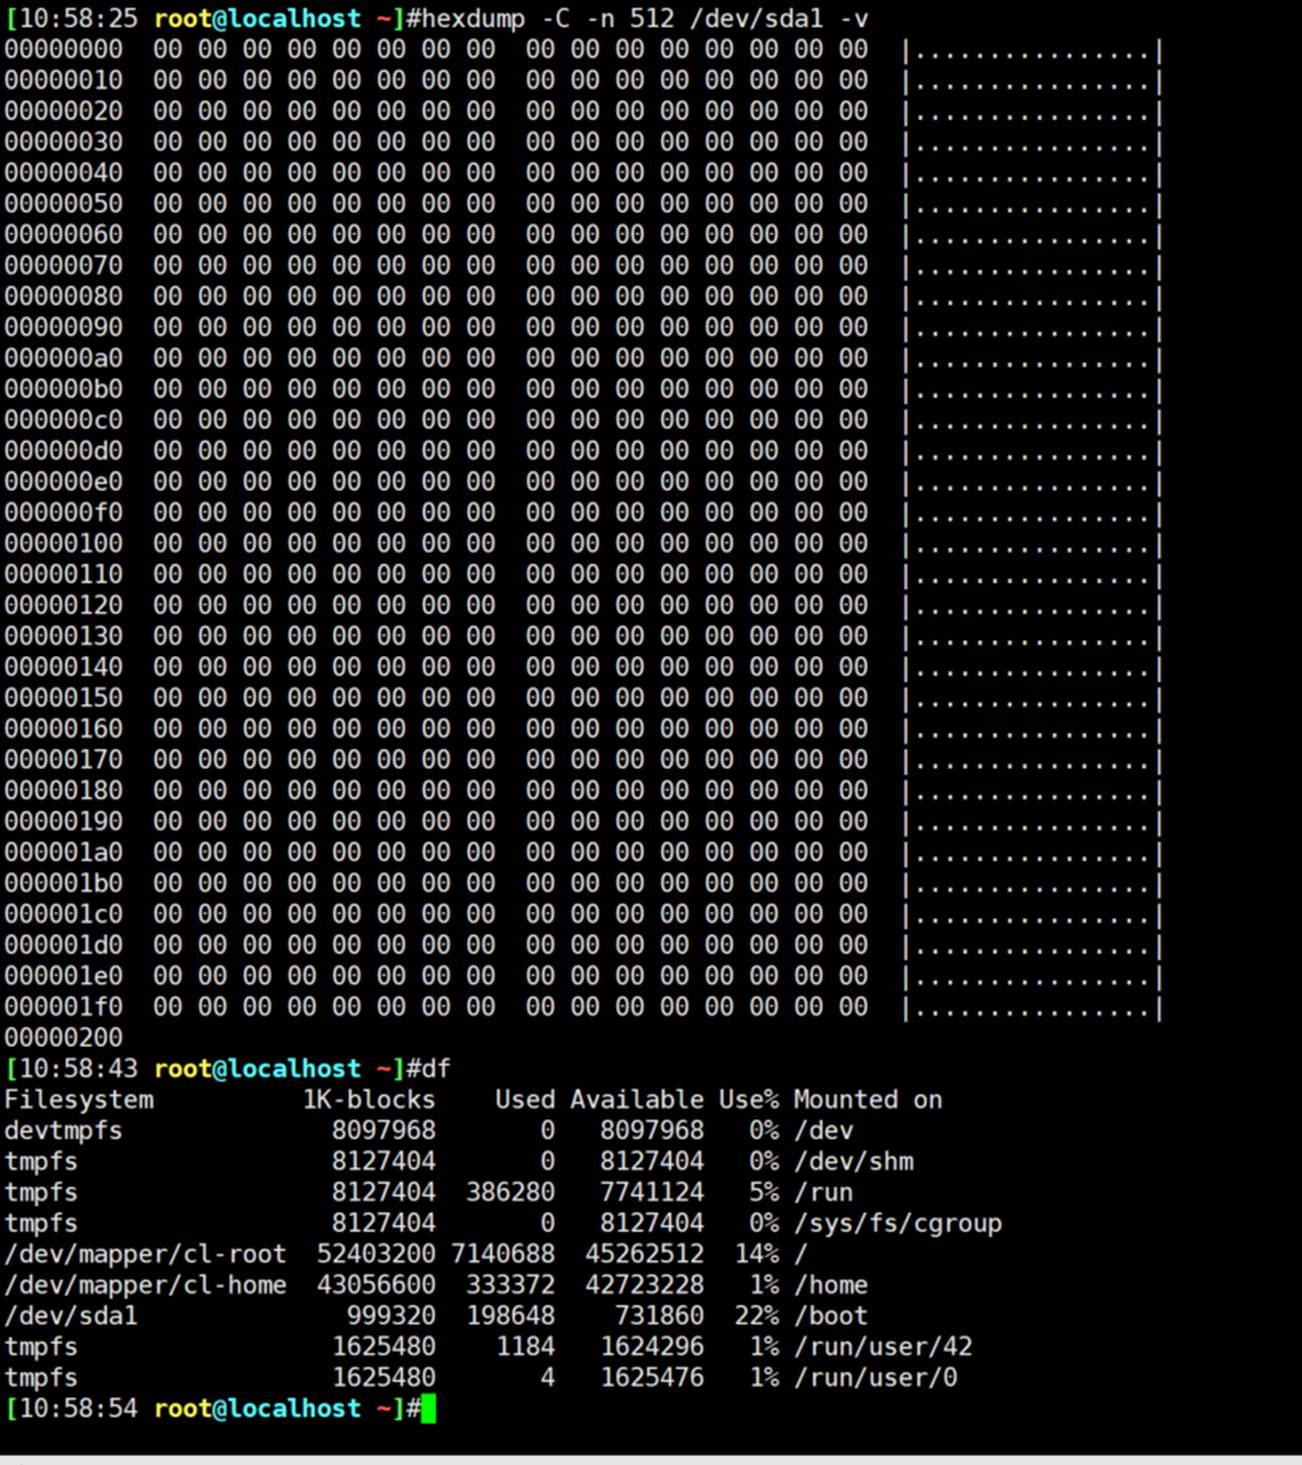 [10:58:25 root@localhost ~]#hexdump -C -n 512 /dev/sda1 -v
00000000  00 00 00 00 00 00 00 00  00 00 00 00 00 00 00 00  |................|
00000010  00 00 00 00 00 00 00 00  00 00 00 00 00 00 00 00  |................|
00000020  00 00 00 00 00 00 00 00  00 00 00 00 00 00 00 00  |................|
00000030  00 00 00 00 00 00 00 00  00 00 00 00 00 00 00 00  |................|
00000040  00 00 00 00 00 00 00 00  00 00 00 00 00 00 00 00  |................|
00000050  00 00 00 00 00 00 00 00  00 00 00 00 00 00 00 00  |................|
00000060  00 00 00 00 00 00 00 00  00 00 00 00 00 00 00 00  |................|
00000070  00 00 00 00 00 00 00 00  00 00 00 00 00 00 00 00  |................|
00000080  00 00 00 00 00 00 00 00  00 00 00 00 00 00 00 00  |................|
00000090  00 00 00 00 00 00 00 00  00 00 00 00 00 00 00 00  |................|
000000a0  00 00 00 00 00 00 00 00  00 00 00 00 00 00 00 00  |................|
000000b0  00 00 00 00 00 00 00 00  00 00 00 00 00 00 00 00  |................|
000000c0  00 00 00 00 00 00 00 00  00 00 00 00 00 00 00 00  |................|
000000d0  00 00 00 00 00 00 00 00  00 00 00 00 00 00 00 00  |................|
000000e0  00 00 00 00 00 00 00 00  00 00 00 00 00 00 00 00  |................|
000000f0  00 00 00 00 00 00 00 00  00 00 00 00 00 00 00 00  |................|
00000100  00 00 00 00 00 00 00 00  00 00 00 00 00 00 00 00  |................|
00000110  00 00 00 00 00 00 00 00  00 00 00 00 00 00 00 00  |................|
00000120  00 00 00 00 00 00 00 00  00 00 00 00 00 00 00 00  |................|
00000130  00 00 00 00 00 00 00 00  00 00 00 00 00 00 00 00  |................|
00000140  00 00 00 00 00 00 00 00  00 00 00 00 00 00 00 00  |................|
00000150  00 00 00 00 00 00 00 00  00 00 00 00 00 00 00 00  |................|
00000160  00 00 00 00 00 00 00 00  00 00 00 00 00 00 00 00  |................|
00000170  00 00 00 00 00 00 00 00  00 00 00 00 00 00 00 00  |................|
00000180  00 00 00 00 00 00 00 00  00 00 00 00 00 00 00 00  |................|
00000190  00 00 00 00 00 00 00 00  00 00 00 00 00 00 00 00  |................|
000001a0  00 00 00 00 00 00 00 00  00 00 00 00 00 00 00 00  |................|
000001b0  00 00 00 00 00 00 00 00  00 00 00 00 00 00 00 00  |................|
000001c0  00 00 00 00 00 00 00 00  00 00 00 00 00 00 00 00  |................|
000001d0  00 00 00 00 00 00 00 00  00 00 00 00 00 00 00 00  |................|
000001e0  00 00 00 00 00 00 00 00  00 00 00 00 00 00 00 00  |................|
000001f0  00 00 00 00 00 00 00 00  00 00 00 00 00 00 00 00  |................|
00000200
[10:58:43 root@localhost ~]#df
Filesystem          1K-blocks    Used Available Use% Mounted on
devtmpfs              8097968       0   8097968   0% /dev
tmpfs                 8127404       0   8127404   0% /dev/shm
tmpfs                 8127404  386280   7741124   5% /run
tmpfs                 8127404       0   8127404   0% /sys/fs/cgroup
/dev/mapper/cl-root  52403200 7140688  45262512  14% /
/dev/mapper/cl-home  43056600  333372  42723228   1% /home
/dev/sda1              999320  198648    731860  22% /boot
tmpfs                 1625480    1184   1624296   1% /run/user/42
tmpfs                 1625480       4   1625476   1% /run/user/0
[10:58:54 root@localhost ~]#